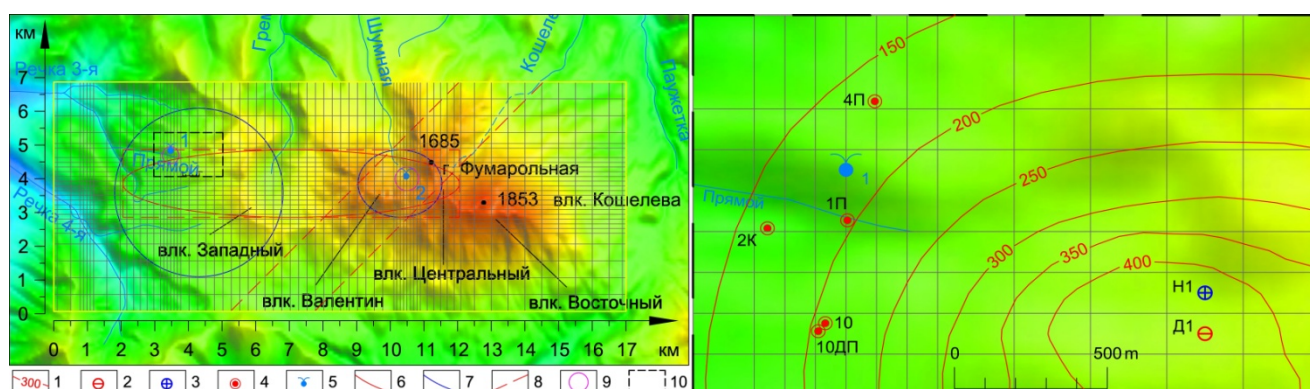 км
7
6
5
4
3
2
1
0
0 1 2 3 4 5 6 7 8 9 10 11 12 13 14 15 16 17
км
Речка 3-я
Речка 4-я
Прямой
1
Шумная
Паужетка
1685
г. Фумарольная
2
1853
влк. Кошелева
влк. Западный
влк. Центральный
влк. Валентин
влк. Восточный
300 1 2 3 4 5 6 7 8 9 10
150
4П
200
1
250
Прямой
1П
2К
300
350
400
Н1
10
Д1
10ДП
0 500 m